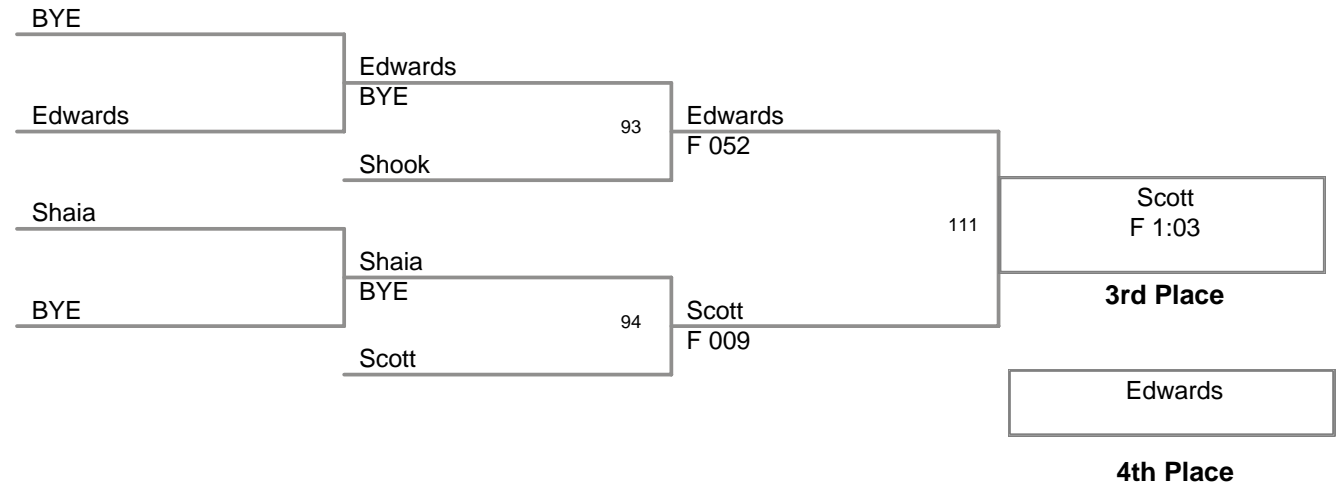 BYE
Edwards
BYE
Edwards
93
Edwards
F 052
Shook
Shaia
Shaia
BYE
BYE
94
Scott
F 009
Scott
111
Scott
F 1:03
3rd Place
Edwards
4th Place